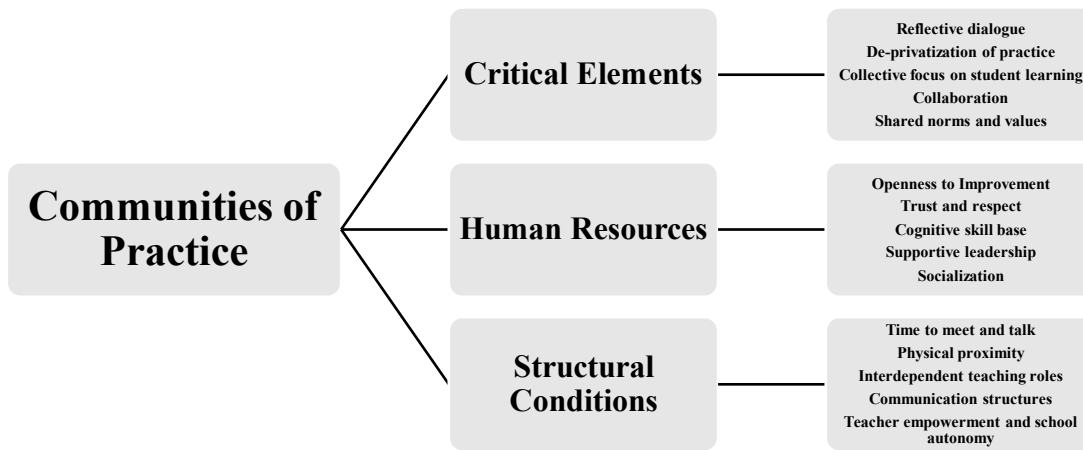 Communities of
Practice
Critical Elements
Reflective dialogue
De-privatization of practice
Collective focus on student learning
Collaboration
Shared norms and values
Human Resources
Openness to Improvement
Trust and respect
Cognitive skill base
Supportive leadership
Socialization
Structural
Conditions
Time to meet and talk
Physical proximity
Interdependent teaching roles
Communication structures
Teacher empowerment and school
autonomy